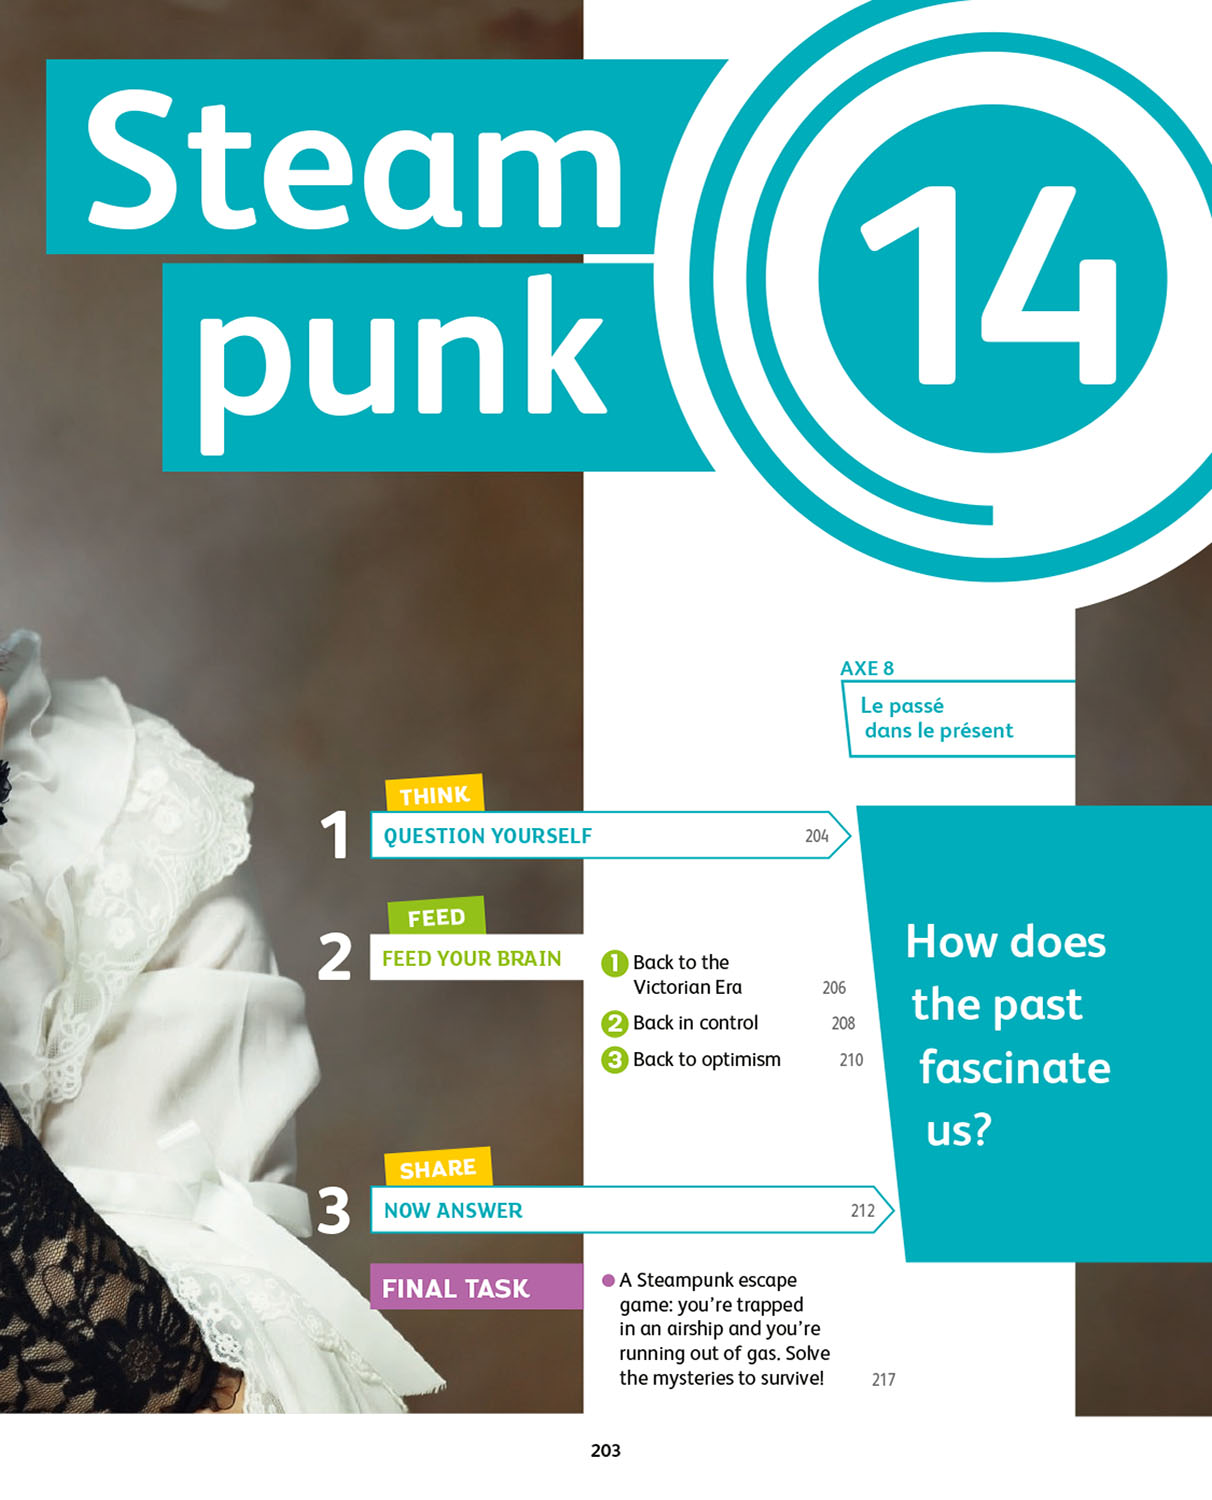 Steam
punk
14
AXE 8
Le passé
dans le présent
THINK
1
QUESTION YOURSELF
204
FEED
2
FEED YOUR BRAIN
1 Back to the
Victorian Era 206
2 Back in control 208
3 Back to optimism 210
How does
the past
fascinate
us?
SHARE
3
NOW ANSWER
212
FINAL TASK
● A Steampunk escape
game: you're trapped
in an airship and you're
running out of gas. Solve
the mysteries to survive! 217
203